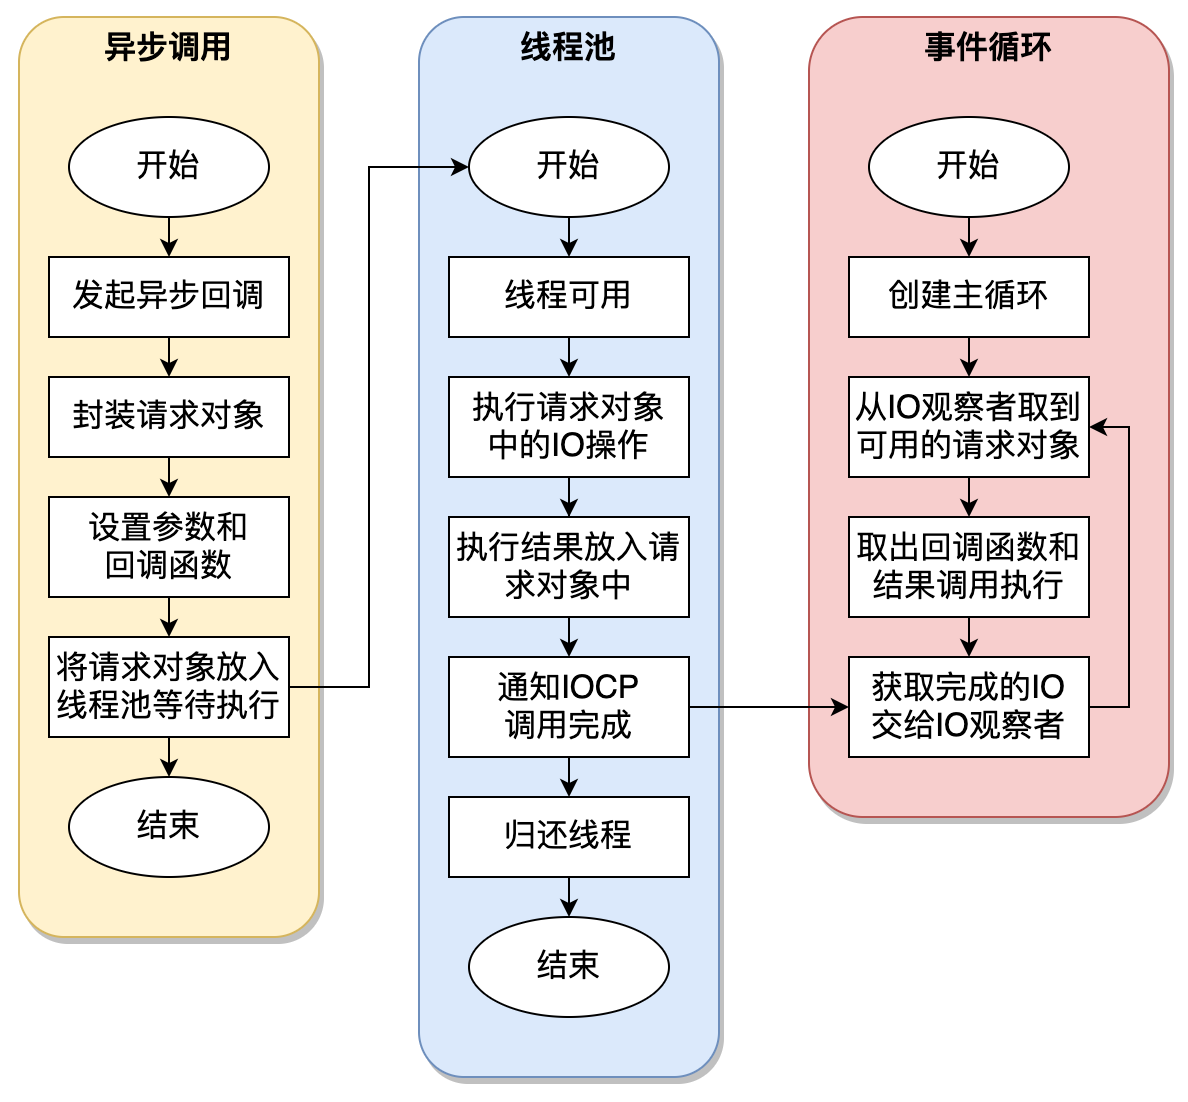 异步调用
开始
发起异步回调
封装请求对象
设置参数和
回调函数
将请求对象放入
线程池等待执行
结束
线程池
开始
线程可用
执行请求对象
中的IO操作
执行结果放入请
求对象中
通知IOCP
调用完成
归还线程
结束
事件循环
开始
创建主循环
从IO观察者取到
可用的请求对象
取出回调函数和
结果调用执行
获取完成的IO
交给IO观察者